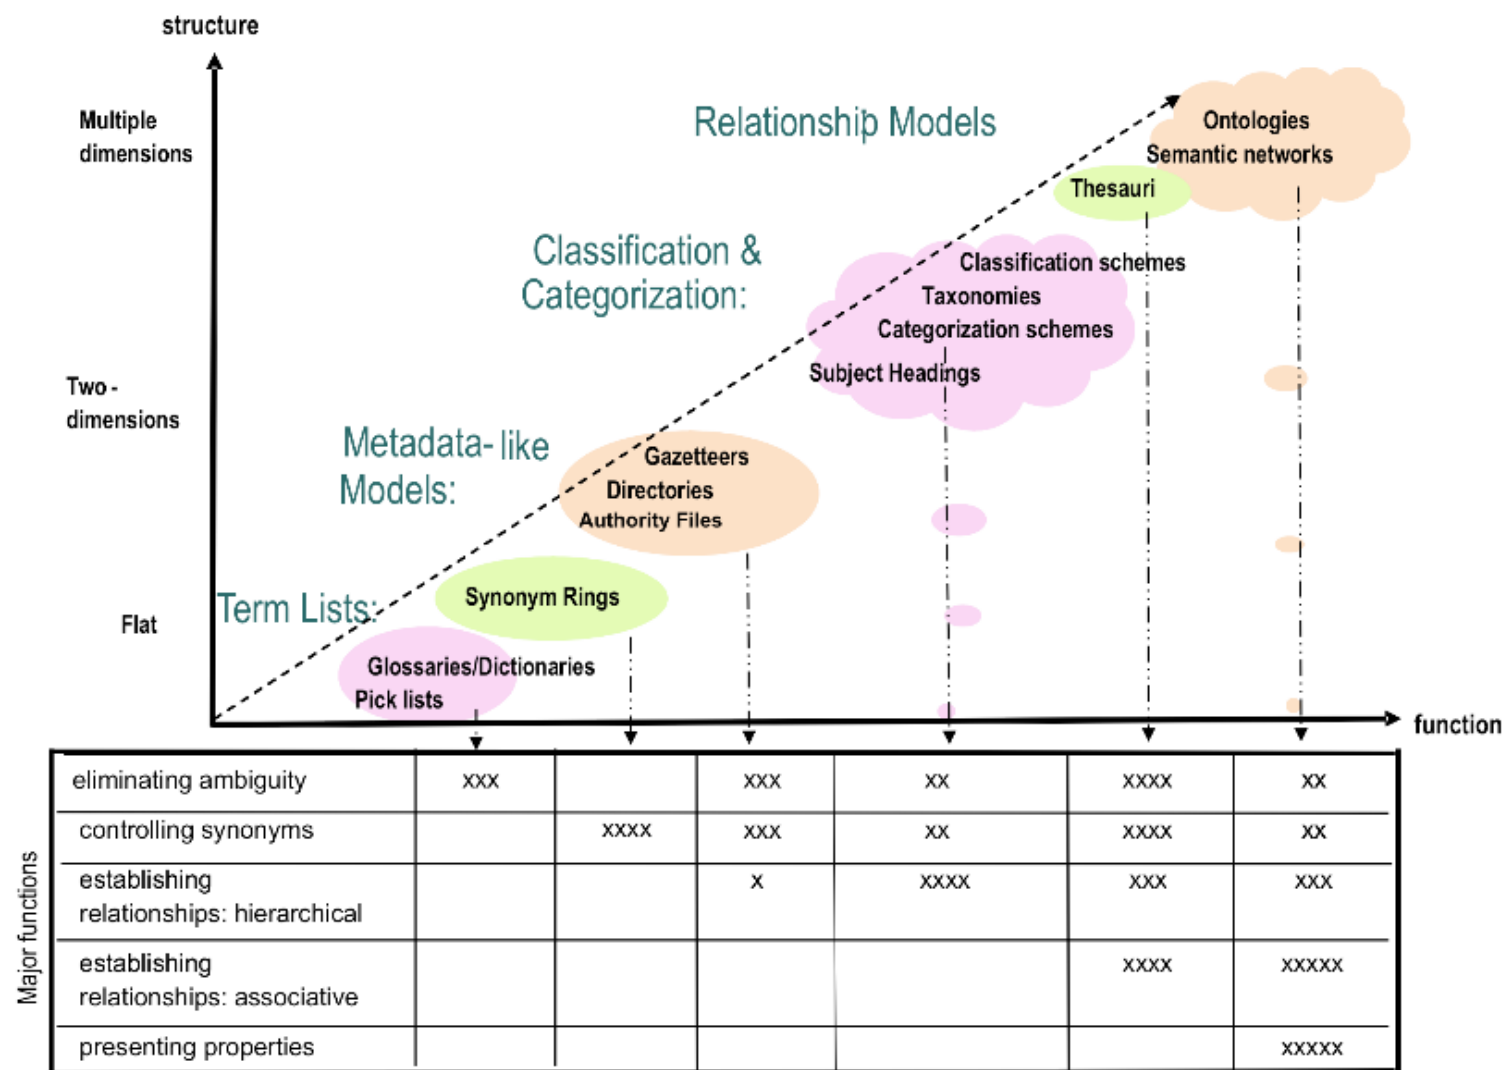 structure
Multiple
dimensions
Relationship Models
Ontologies
Semantic networks
Thesauri
Classification &
Categorization:
Classification schemes
Taxonomies
Categorization schemes
Subject Headings
Two -
dimensions
Metadata-like
Models:
Gazetteers
Directories
Authority Files
Term Lists:
Synonym Rings
Flat
Glossaries/Dictionaries
Pick lists
function
Major functions
eliminating ambiguity xxx xxx xx xxxx xx
controlling synonyms xxxx xxx xx xxxx xx
establishing x xxxx xxx xxx
relationships: hierarchical
establishing xxxx xxxxx
relationships: associative
presenting properties xxxxx